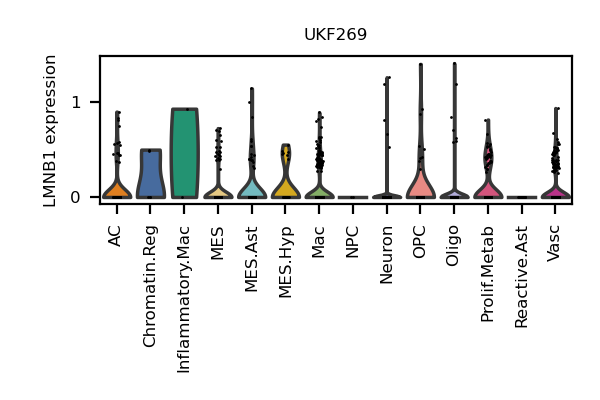 UKF269
LMNB1 expression
1
0
AC
Chromatin.Reg
Inflammatory.Mac
MES
MES.Ast
MES.Hyp
Mac
NPC
Neuron
OPC
Oligo
Prolif.Metab
Reactive.Ast
Vasc